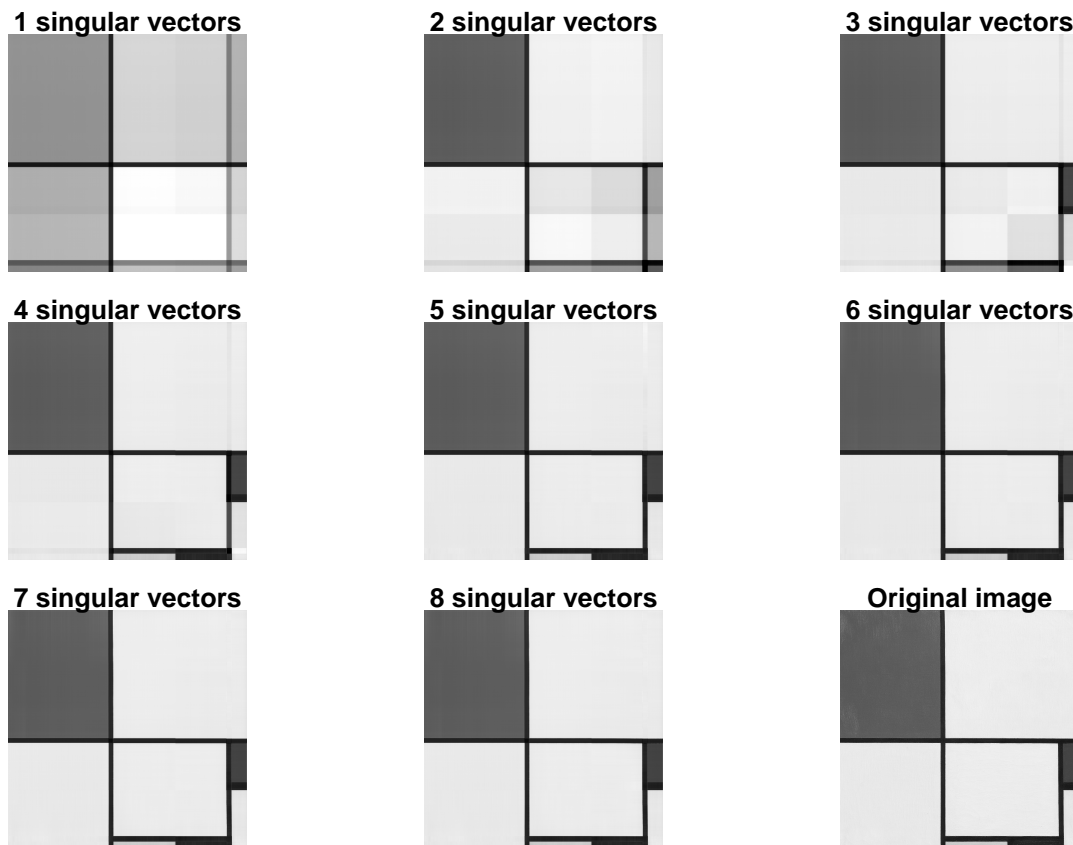 1 singular vectors
2 singular vectors
3 singular vectors
4 singular vectors
5 singular vectors
6 singular vectors
7 singular vectors
8 singular vectors
Original image